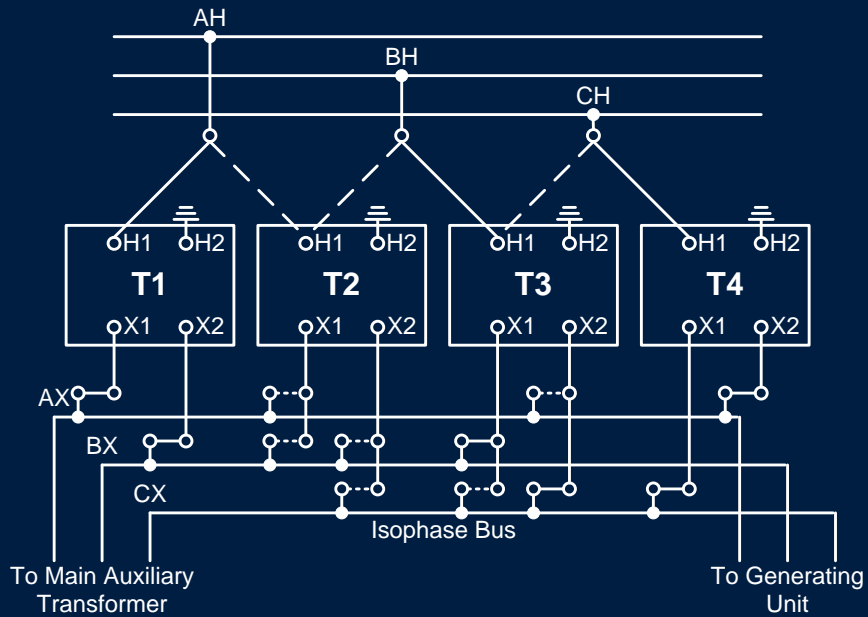 AH
BH
CH
H1 H2 H1 H2 H1 H2 H1 H2
T1 T2 T3 T4
X1 X2 X1 X2 X1 X2 X1 X2
AX
BX
CX
Isophase Bus
To Main Auxiliary
Transformer
To Generating
Unit